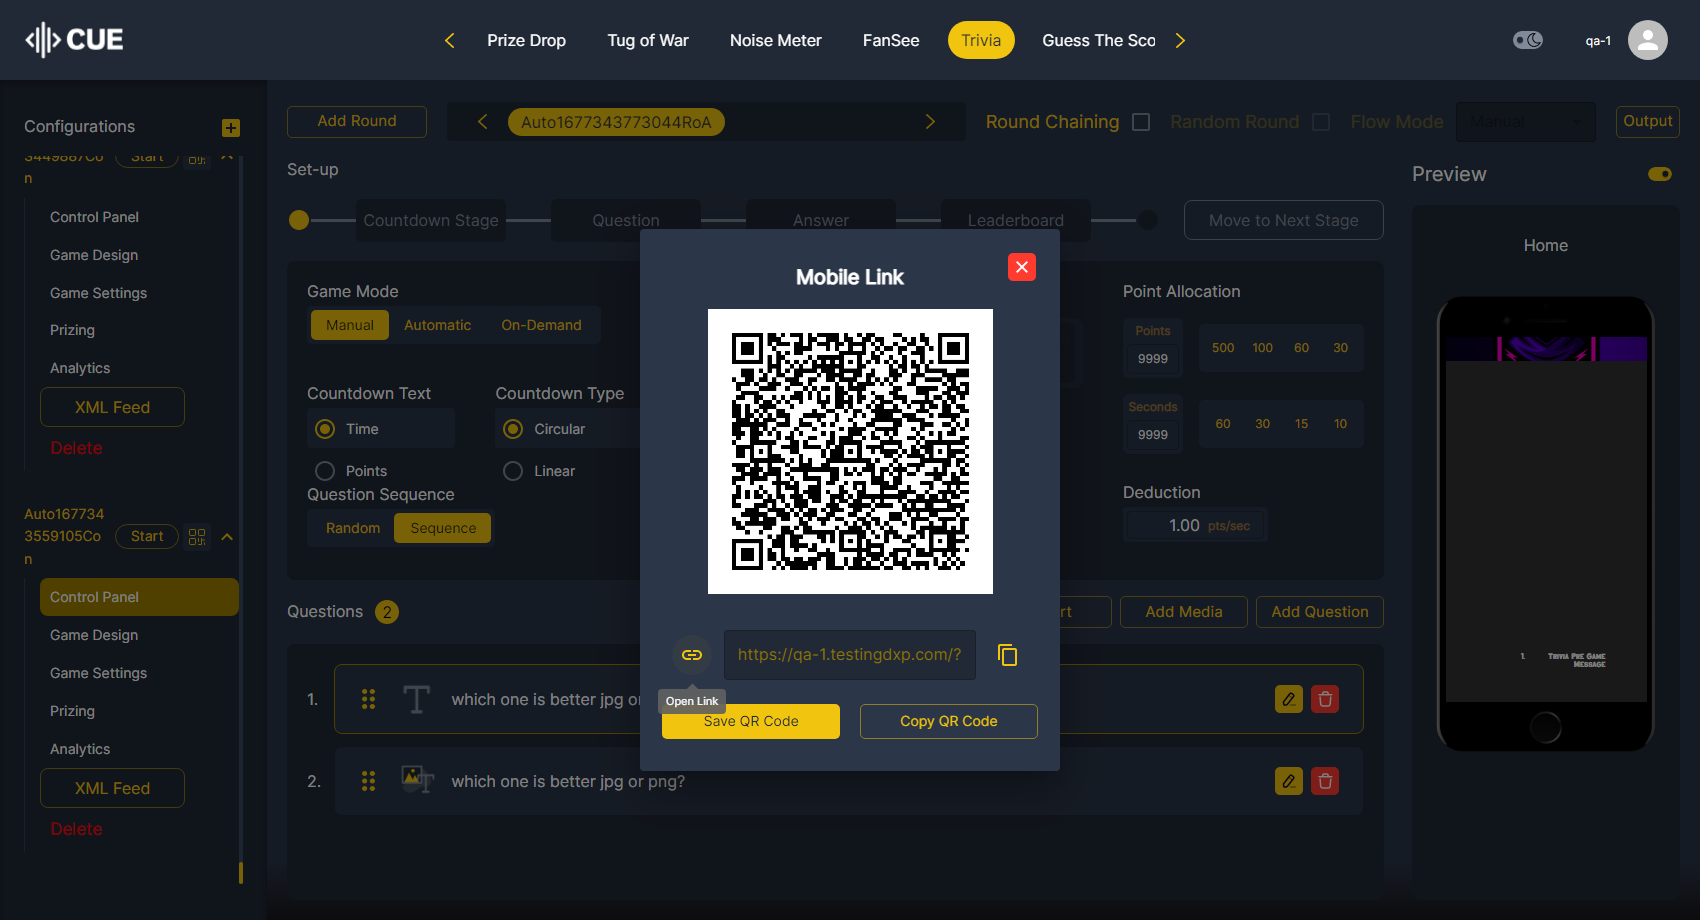 CUE
Prize Drop
Tug of War
Noise Meter
FanSee
Trivia
Guess The Sco
qa-1
Configurations
3449887Co
n
Start
Control Panel
Game Design
Game Settings
Prizing
Analytics
XML Feed
Delete
Auto167734
3559105Co
n
Start
Control Panel
Game Design
Game Settings
Prizing
Analytics
XML Feed
Delete
Add Round
Auto1677343773044RoA
Round Chaining
Random Round
Flow Mode
Manual
Output
Set-up
Countdown Stage
Question
Answer
Leaderboard
Move to Next Stage
Game Mode
Manual
Automatic
On-Demand
Countdown Text
Time
Points
Countdown Type
Circular
Linear
Question Sequence
Random
Sequence
Point Allocation
Points
9999
500
100
60
30
Seconds
9999
60
30
15
10
Deduction
1.00 pts/sec
Questions 2
rt
Add Media
Add Question
1. which one is better jpg or
2. which one is better jpg or png?
Mobile Link
https://qa-1.testingdxp.com/?
Open Link
Save QR Code
Copy QR Code
Preview
Home
1. Trivia Pre Game
Message